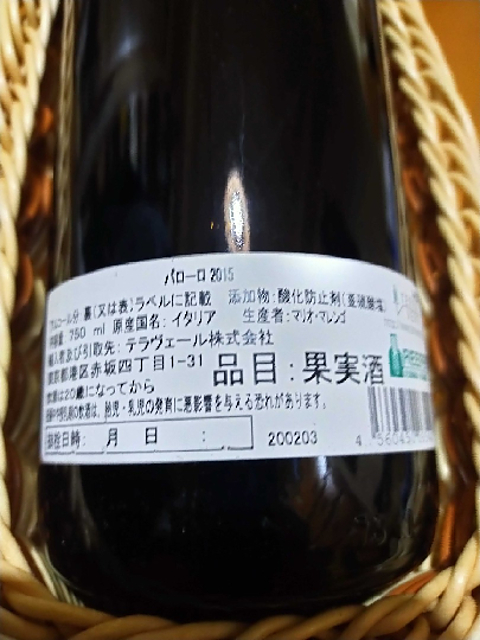 バローロ 2015
アルコール分:裏(又は表)ラベルに記載 添加物:酸化防止剤(亜硫酸塩)
容量:750 ml 原産国名:イタリア 生産者:マリオ・マレンゴ
輸入者及び引取先:テラヴェール株式会社
東京都港区赤坂四丁目1-31 品目:果実酒
飲酒は20歳になってから
妊娠中や授乳期の飲酒は、胎児・乳児の発育に悪影響を与える恐れがあります。
抜栓日時: 月 日 :
200203
4 56045